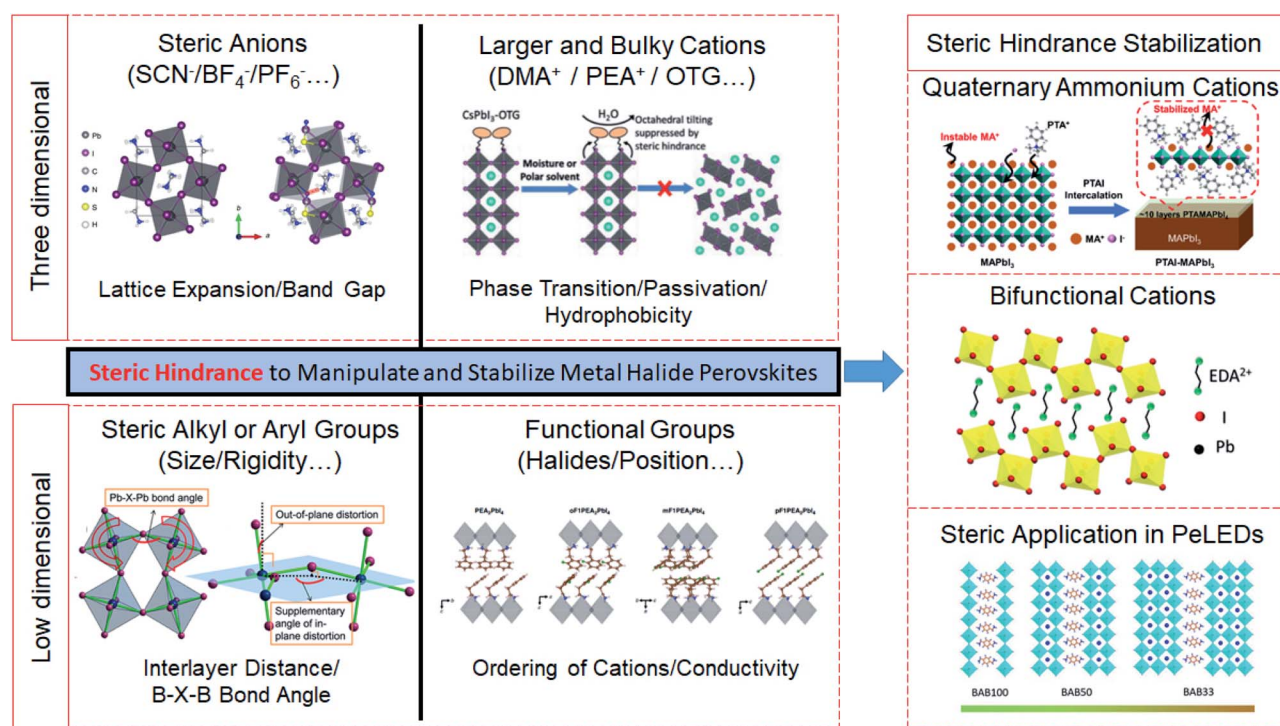 Three dimensional
Steric Anions
(SCN⁻/BF₄⁻/PF₆⁻…)
Pb
I
C
N
S
H
b
a
Lattice Expansion/Band Gap
Larger and Bulky Cations
(DMA⁺ / PEA⁺ / OTG…)
CsPbI₃-OTG
H₂O
Octahedral tilting
suppressed by
steric hindrance
Moisture or
Polar solvent
Phase Transition/Passivation/
Hydrophobicity
Steric Hindrance to Manipulate and Stabilize Metal Halide Perovskites
Low dimensional
Steric Alkyl or Aryl Groups
(Size/Rigidity…)
Pb-X-Pb bond angle
Out-of-plane distortion
Supplementary
angle of in-
plane distortion
Interlayer Distance/
B-X-B Bond Angle
Functional Groups
(Halides/Position…)
PEA₂PbI₄
oF1PEA₂PbI₄
mF1PEA₂PbI₄
pF1PEA₂PbI₄
Ordering of Cations/Conductivity
Steric Hindrance Stabilization
Quaternary Ammonium Cations
Instable MA⁺
PTA⁺
Stabilized MA⁺
PTAI
Intercalation
~10 layers PTAMAPbI₄
MAPbI₃
MA⁺
I⁻
MAPbI₃
PTAI-MAPbI₃
Bifunctional Cations
EDA²⁺
I
Pb
Steric Application in PeLEDs
BAB100
BAB50
BAB33